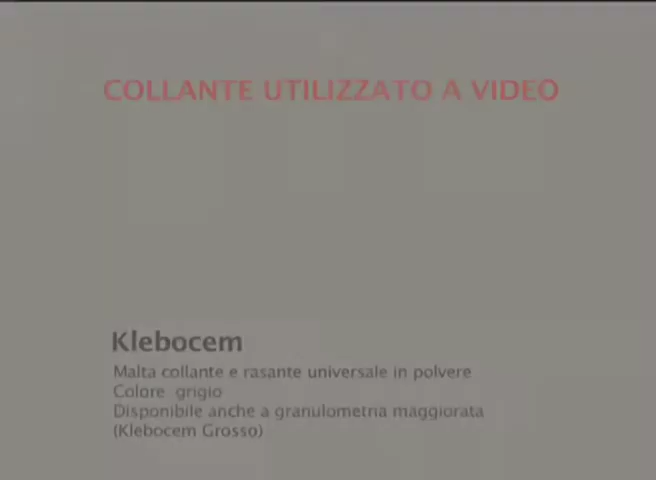 COLLANTE UTILIZZATO A VIDEO
Klebocem
Malta collante e rasante universale in polvere
Colore grigio
Disponibile anche a granulometria maggiorata
(Klebocem Grosso)